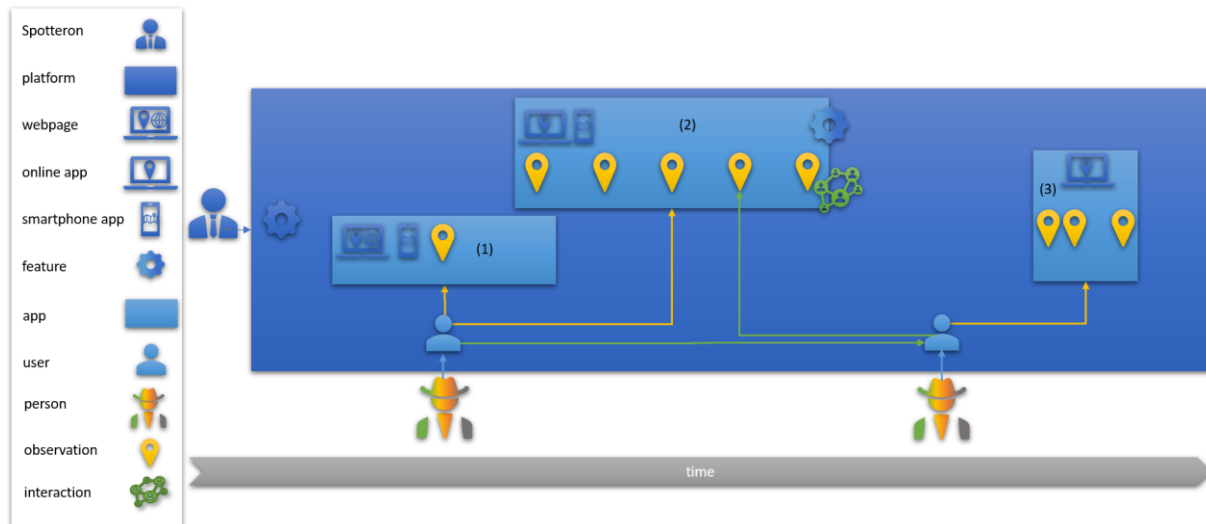 Spotteron
platform
webpage
online app
smartphone app
feature
app
user
person
observation
interaction
(1)
(2)
(3)
time